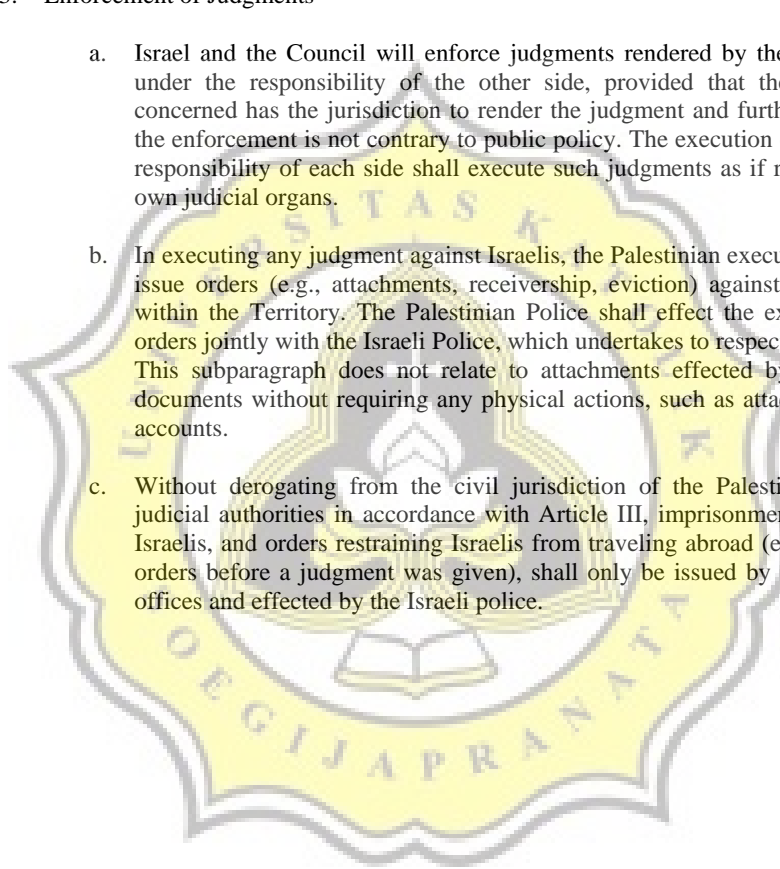 Enforcement of Judgments
a. Israel and the Council will enforce judgments rendered by the
under the responsibility of the other side, provided that the
concerned has the jurisdiction to render the judgment and furth
the enforcement is not contrary to public policy. The execution
responsibility of each side shall execute such judgments as if r
own judicial organs.
b. In executing any judgment against Israelis, the Palestinian execu
issue orders (e.g., attachments, receivership, eviction) against
within the Territory. The Palestinian Police shall effect the ex
orders jointly with the Israeli Police, which undertakes to respec
This subparagraph does not relate to attachments effected by
documents without requiring any physical actions, such as atta
accounts.
c. Without derogating from the civil jurisdiction of the Palesti
judicial authorities in accordance with Article III, imprisonmen
Israelis, and orders restraining Israelis from traveling abroad (e
orders before a judgment was given), shall only be issued by
offices and effected by the Israeli police.
UNIVERSITAS KATOLIK
SOEGIJAPRANATA